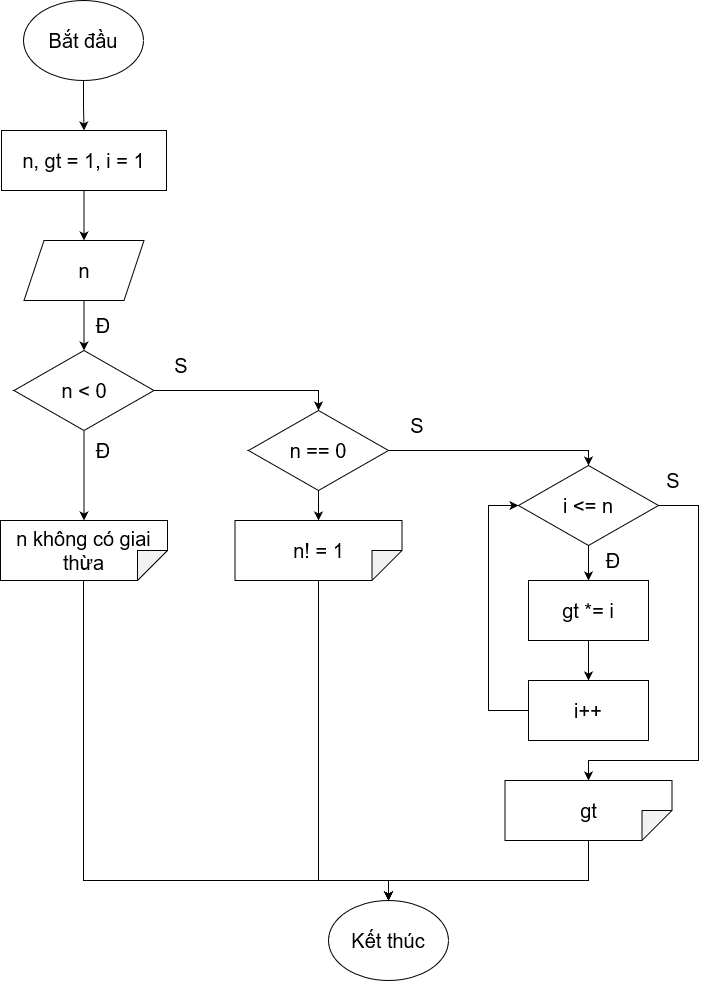 Bắt đầu
n, gt = 1, i = 1
n
Đ
n < 0
S
Đ
n == 0
S
i <= n
S
Đ
n không có giai
thừa
n! = 1
gt *= i
i++
gt
Kết thúc